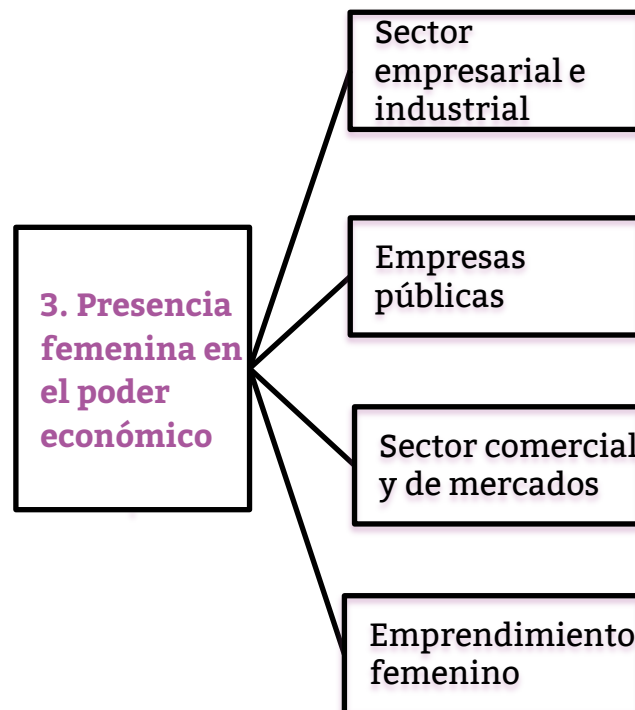 Sector
empresarial e
industrial
Empresas
públicas
3. Presencia
femenina en
el poder
económico
Sector comercial
y de mercados
Emprendimiento
femenino